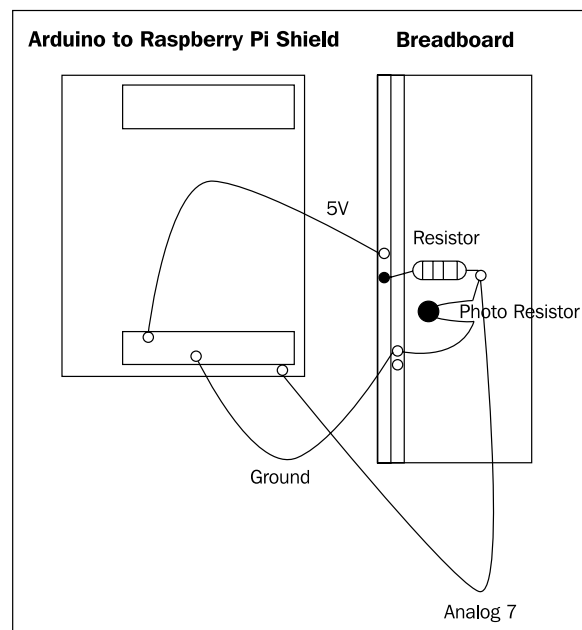 Arduino to Raspberry Pi Shield
Breadboard
5V
Resistor
Photo Resistor
Ground
Analog 7